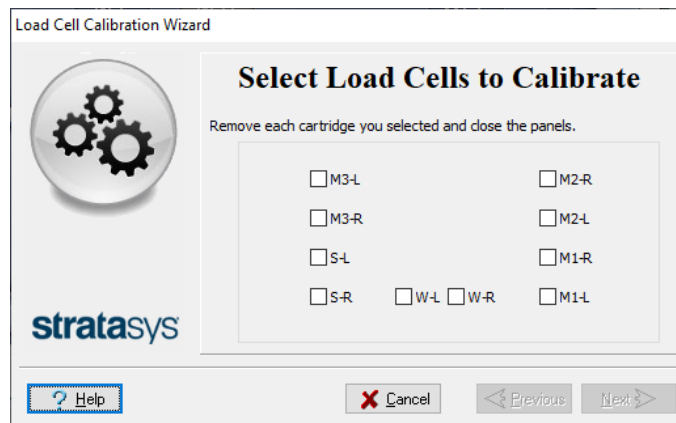 Load Cell Calibration Wizard
Select Load Cells to Calibrate
Remove each cartridge you selected and close the panels.
M3-L M2-R
M3-R M2-L
S-L M1-R
S-R W-L W-R M1-L
stratasys
? Help Cancel Previous Next